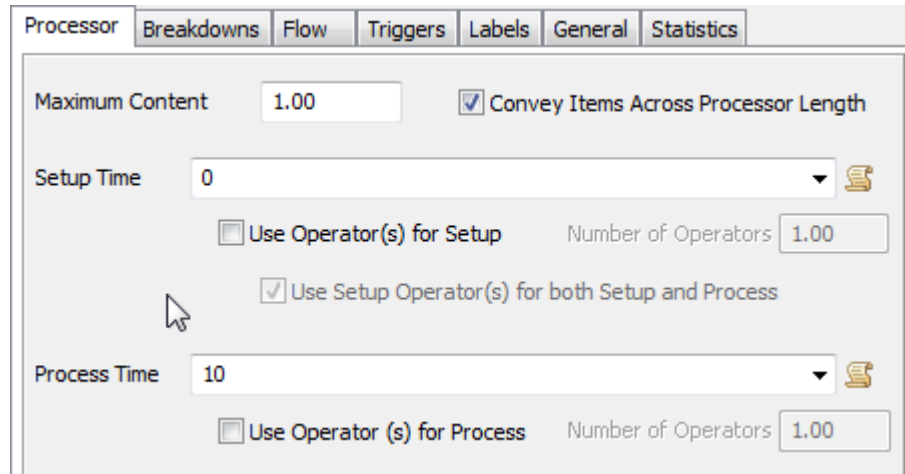 Processor Breakdowns Flow Triggers Labels General Statistics
Maximum Content 1.00 Convey Items Across Processor Length
Setup Time 0
Use Operator(s) for Setup Number of Operators 1.00
Use Setup Operator(s) for both Setup and Process
Process Time 10
Use Operator (s) for Process Number of Operators 1.00